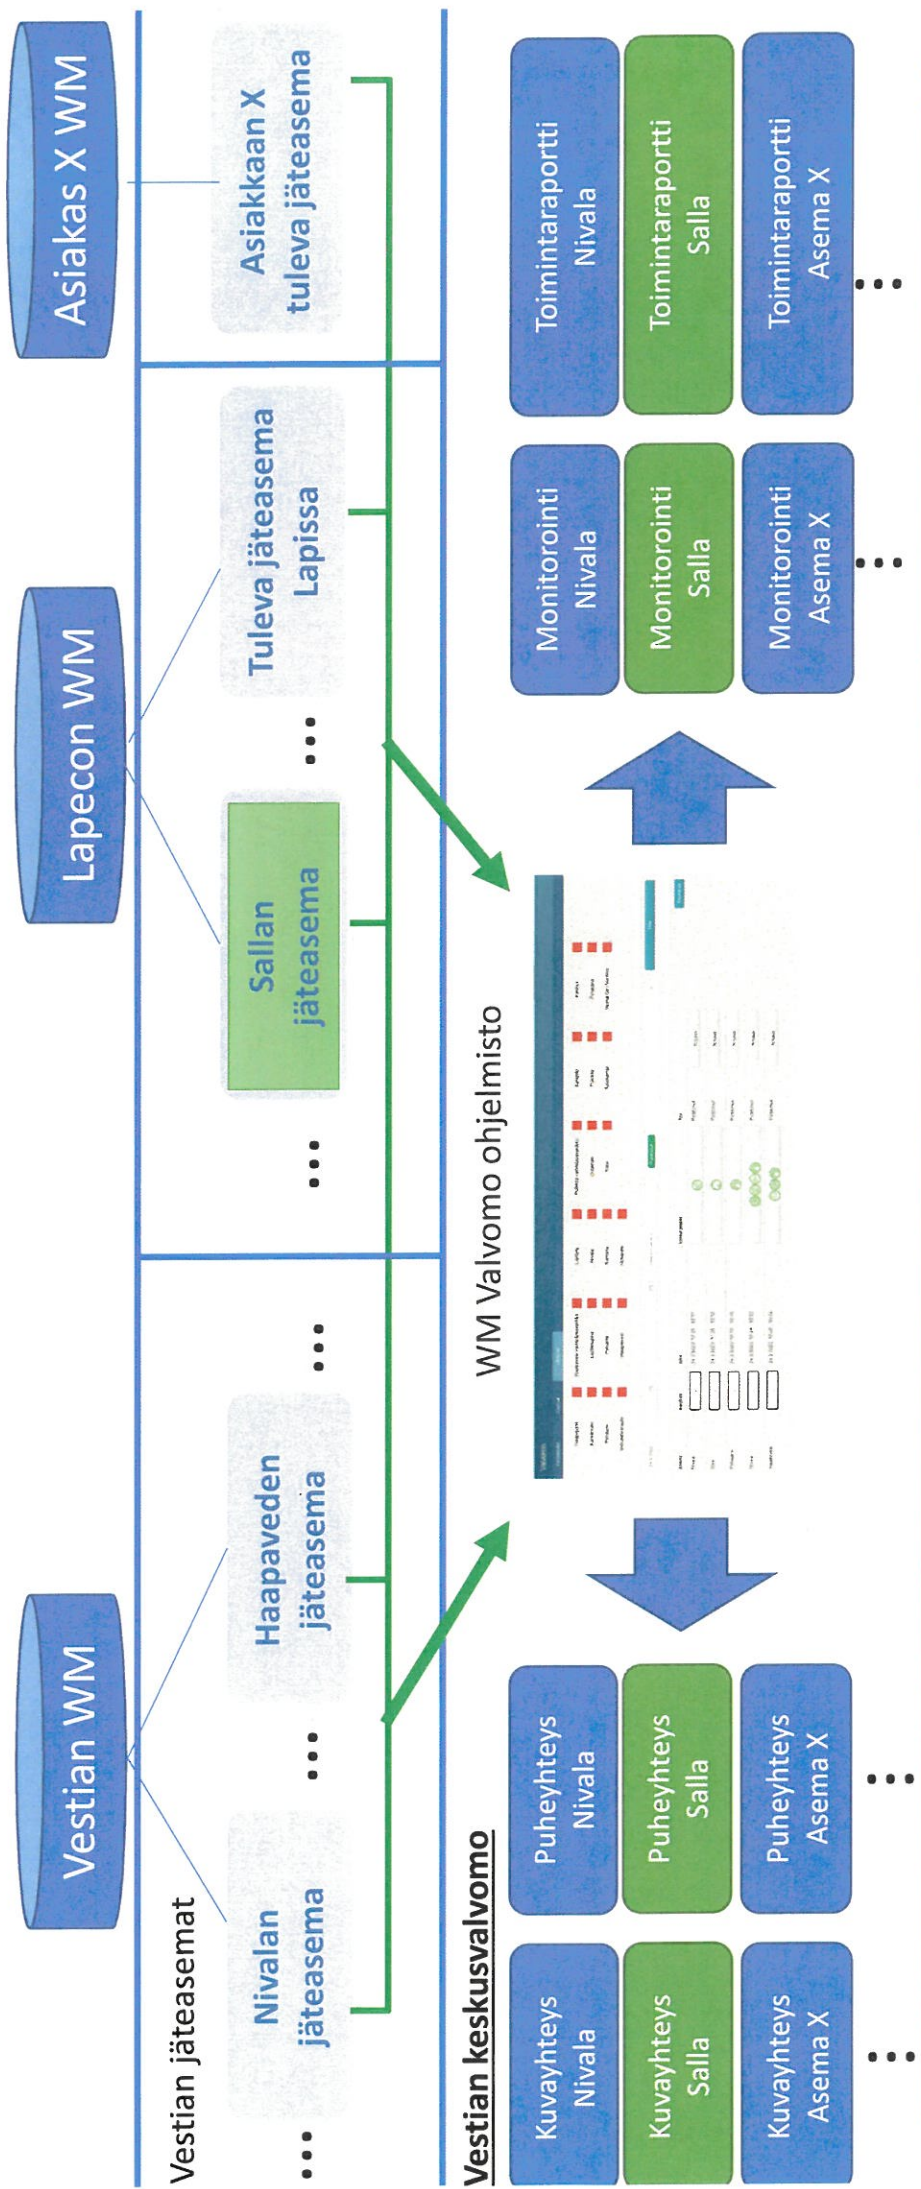 Vestian WM
Lapecon WM
Asiakas X WM
Vestian jäteasemat
Nivalan
jäteasema
Haapaveden
jäteasema
Sallan
jäteasema
Tuleva jäteasema
Lapissa
Asiakkaan X
tuleva jäteasema
...
...
...
...
...
Vestian keskusvalvomo
WM Valvomo ohjelmisto
Kuvayhteys
Nivala
Kuvayhteys
Salla
Kuvayhteys
Asema X
...
Puheyhteys
Nivala
Puheyhteys
Salla
Puheyhteys
Asema X
...
Monitorointi
Nivala
Monitorointi
Salla
Monitorointi
Asema X
...
Toimintaraportti
Nivala
Toimintaraportti
Salla
Toimintaraportti
Asema X
...